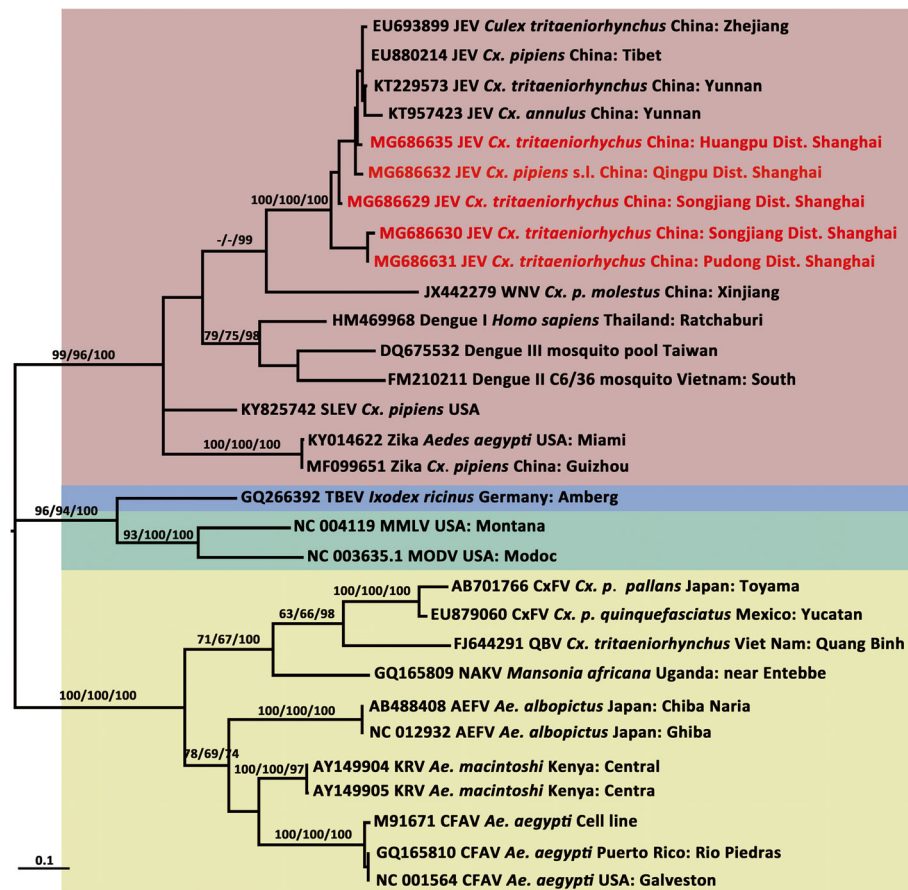 EU693899 JEV Culex tritaeniorhynchus China: Zhejiang
EU880214 JEV Cx. pipiens China: Tibet
KT229573 JEV Cx. tritaeniorhynchus China: Yunnan
KT957423 JEV Cx. annulus China: Yunnan
MG686635 JEV Cx. tritaeniorhychus China: Huangpu Dist. Shanghai
MG686632 JEV Cx. pipiens s.l. China: Qingpu Dist. Shanghai
100/100/100
MG686629 JEV Cx. tritaeniorhychus China: Songjiang Dist. Shanghai
MG686630 JEV Cx. tritaeniorhychus China: Songjiang Dist. Shanghai
-/-/99
MG686631 JEV Cx. tritaeniorhychus China: Pudong Dist. Shanghai
JX442279 WNV Cx. p. molestus China: Xinjiang
HM469968 Dengue I Homo sapiens Thailand: Ratchaburi
79/75/98
DQ675532 Dengue III mosquito pool Taiwan
99/96/100
FM210211 Dengue II C6/36 mosquito Vietnam: South
KY825742 SLEV Cx. pipiens USA
KY014622 Zika Aedes aegypti USA: Miami
100/100/100
MF099651 Zika Cx. pipiens China: Guizhou
GQ266392 TBEV Ixodex ricinus Germany: Amberg
96/94/100
NC 004119 MMLV USA: Montana
93/100/100
NC 003635.1 MODV USA: Modoc
100/100/100
AB701766 CxFV Cx. p. pallans Japan: Toyama
63/66/98
EU879060 CxFV Cx. p. quinquefasciatus Mexico: Yucatan
71/67/100
FJ644291 QBV Cx. tritaeniorhynchus Viet Nam: Quang Binh
GQ165809 NAKV Mansonia africana Uganda: near Entebbe
100/100/100
AB488408 AEFV Ae. albopictus Japan: Chiba Naria
100/100/100
NC 012932 AEFV Ae. albopictus Japan: Ghiba
78/69/74
AY149904 KRV Ae. macintoshi Kenya: Central
100/100/97
AY149905 KRV Ae. macintoshi Kenya: Centra
M91671 CFAV Ae. aegypti Cell line
100/100/100
GQ165810 CFAV Ae. aegypti Puerto Rico: Rio Piedras
0.1
NC 001564 CFAV Ae. aegypti USA: Galveston